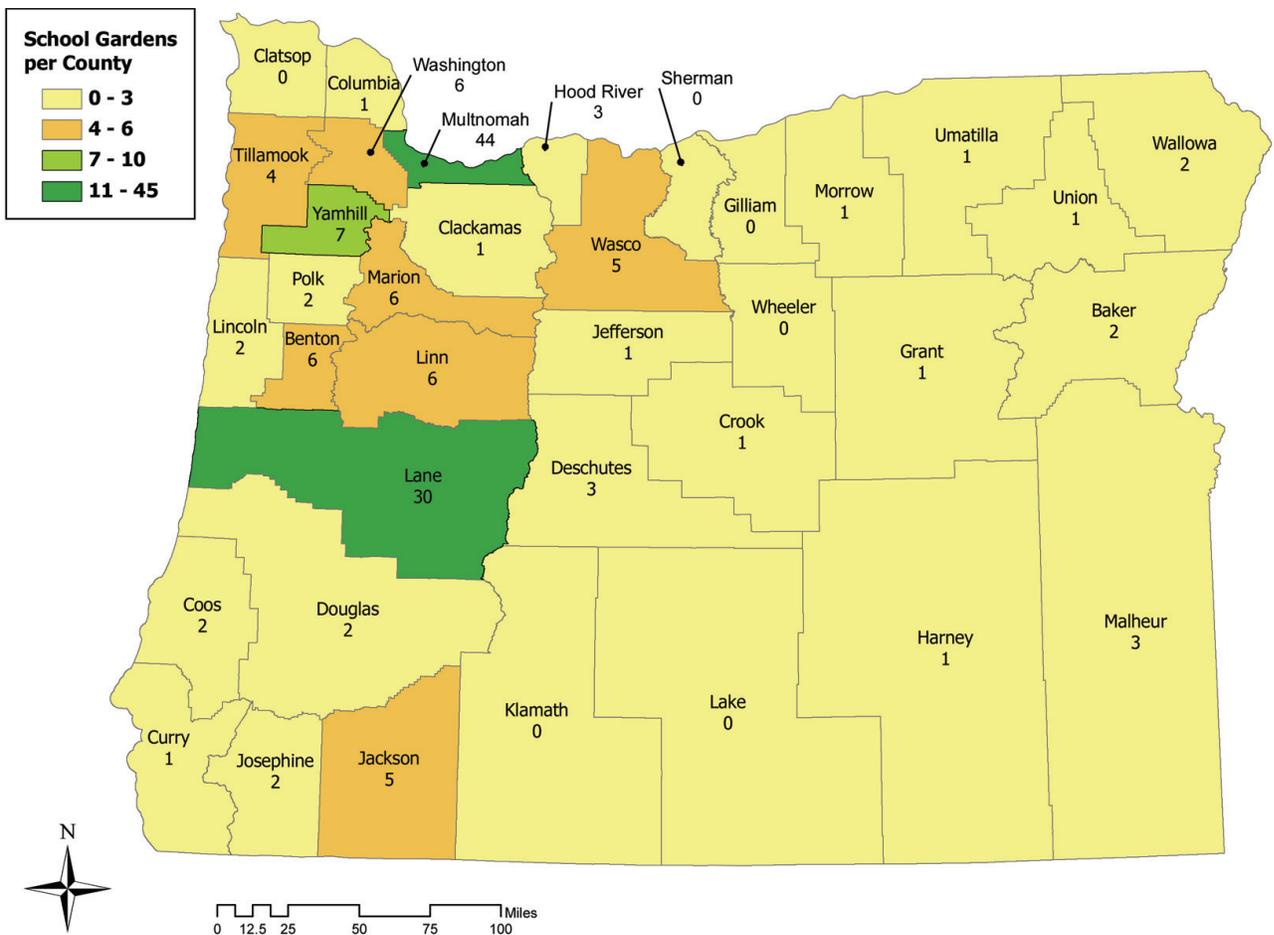 School Gardens
per County
0 - 3
4 - 6
7 - 10
11 - 45
Clatsop
0
Columbia
1
Washington
6
Multnomah
44
Hood River
3
Sherman
0
Tillamook
4
Yamhill
7
Clackamas
1
Wasco
5
Gilliam
0
Morrow
1
Umatilla
1
Union
1
Wallowa
2
Polk
2
Marion
6
Lincoln
2
Benton
6
Linn
6
Jefferson
1
Wheeler
0
Grant
1
Baker
2
Lane
30
Deschutes
3
Crook
1
Coos
2
Douglas
2
Harney
1
Malheur
3
Curry
1
Josephine
2
Jackson
5
Klamath
0
Lake
0
N
Miles
0 12.5 25 50 75 100